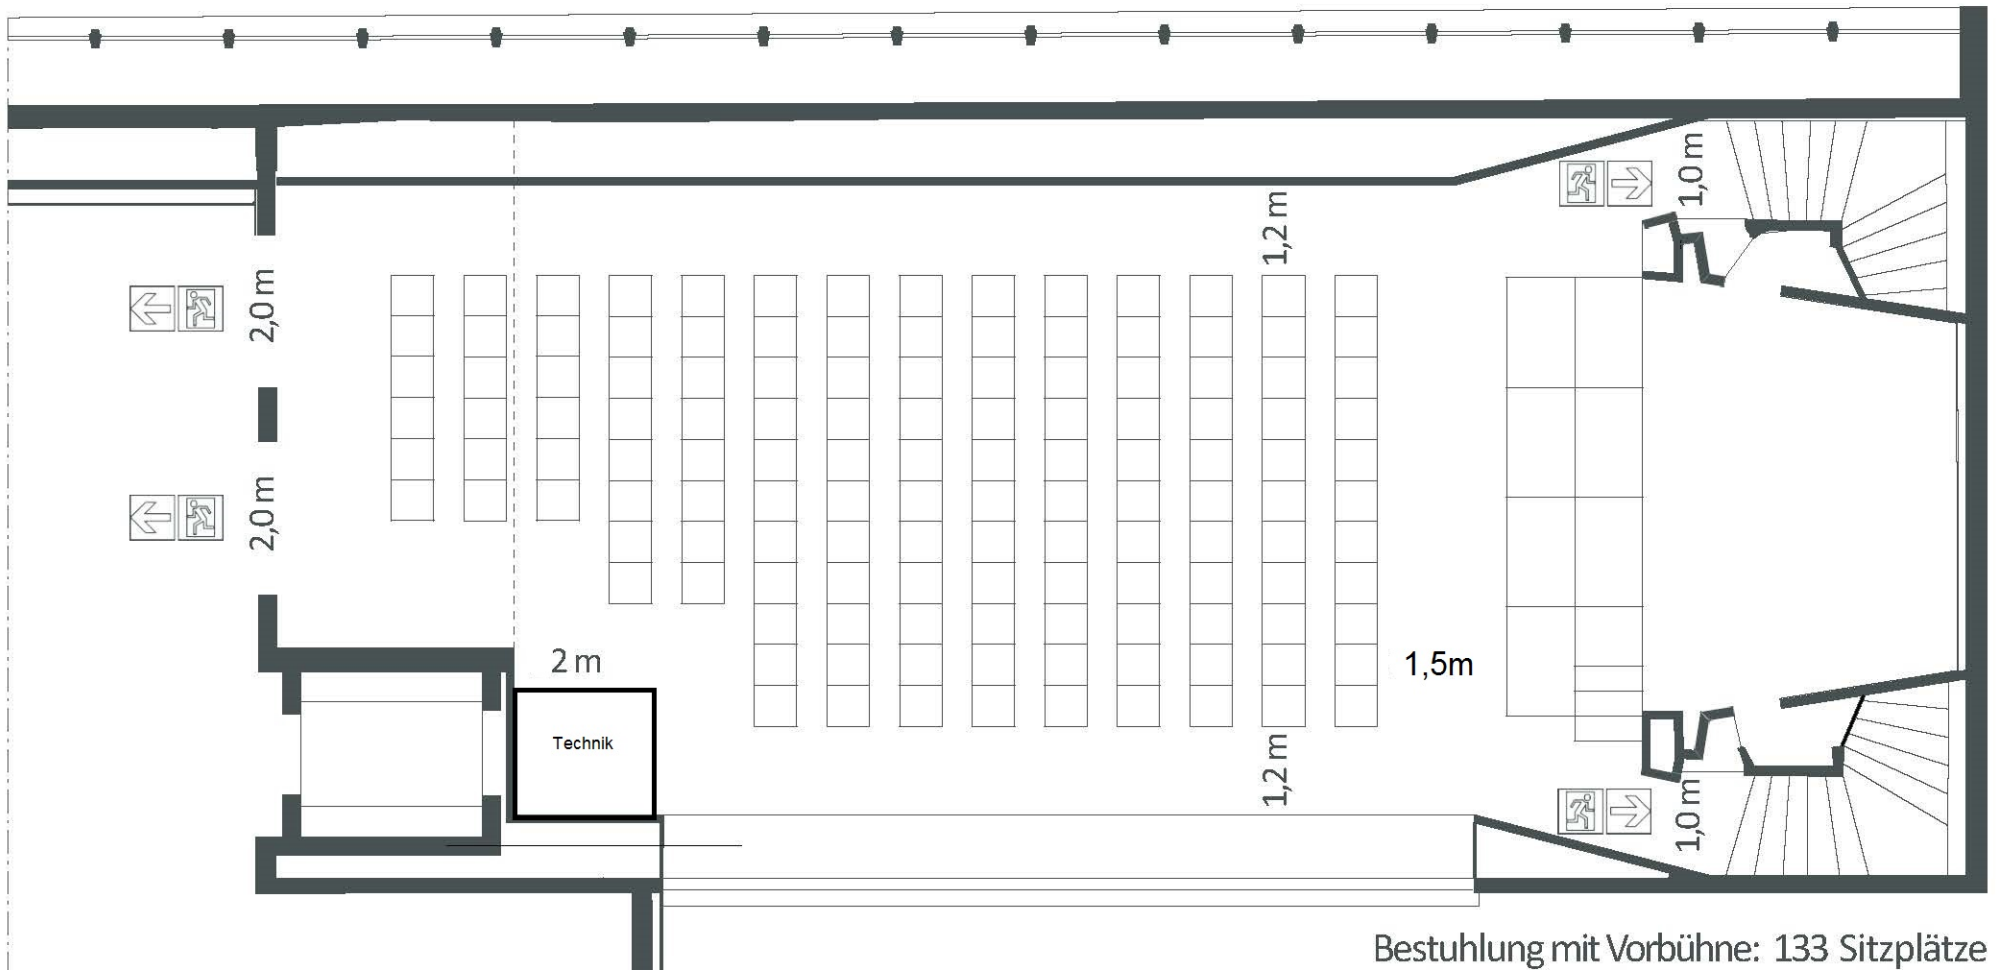 1,0 m
1,2 m
2,0 m
2,0 m
2 m
1,5m
Technik
1,2 m
1,0 m
Bestuhlung mit Vorbühne: 133 Sitzplätze